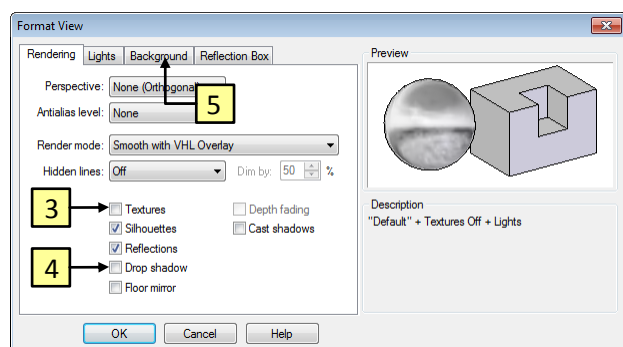 Format View
Rendering
Lights
Background
Reflection Box
Perspective: None (Orthogonal)
5
Antialias level: None
Render mode: Smooth with VHL Overlay
Hidden lines: Off
Dim by: 50 %
3
Textures
Depth fading
Silhouettes
Cast shadows
Reflections
4
Drop shadow
Floor mirror
OK
Cancel
Help
Preview
Description
"Default" + Textures Off + Lights